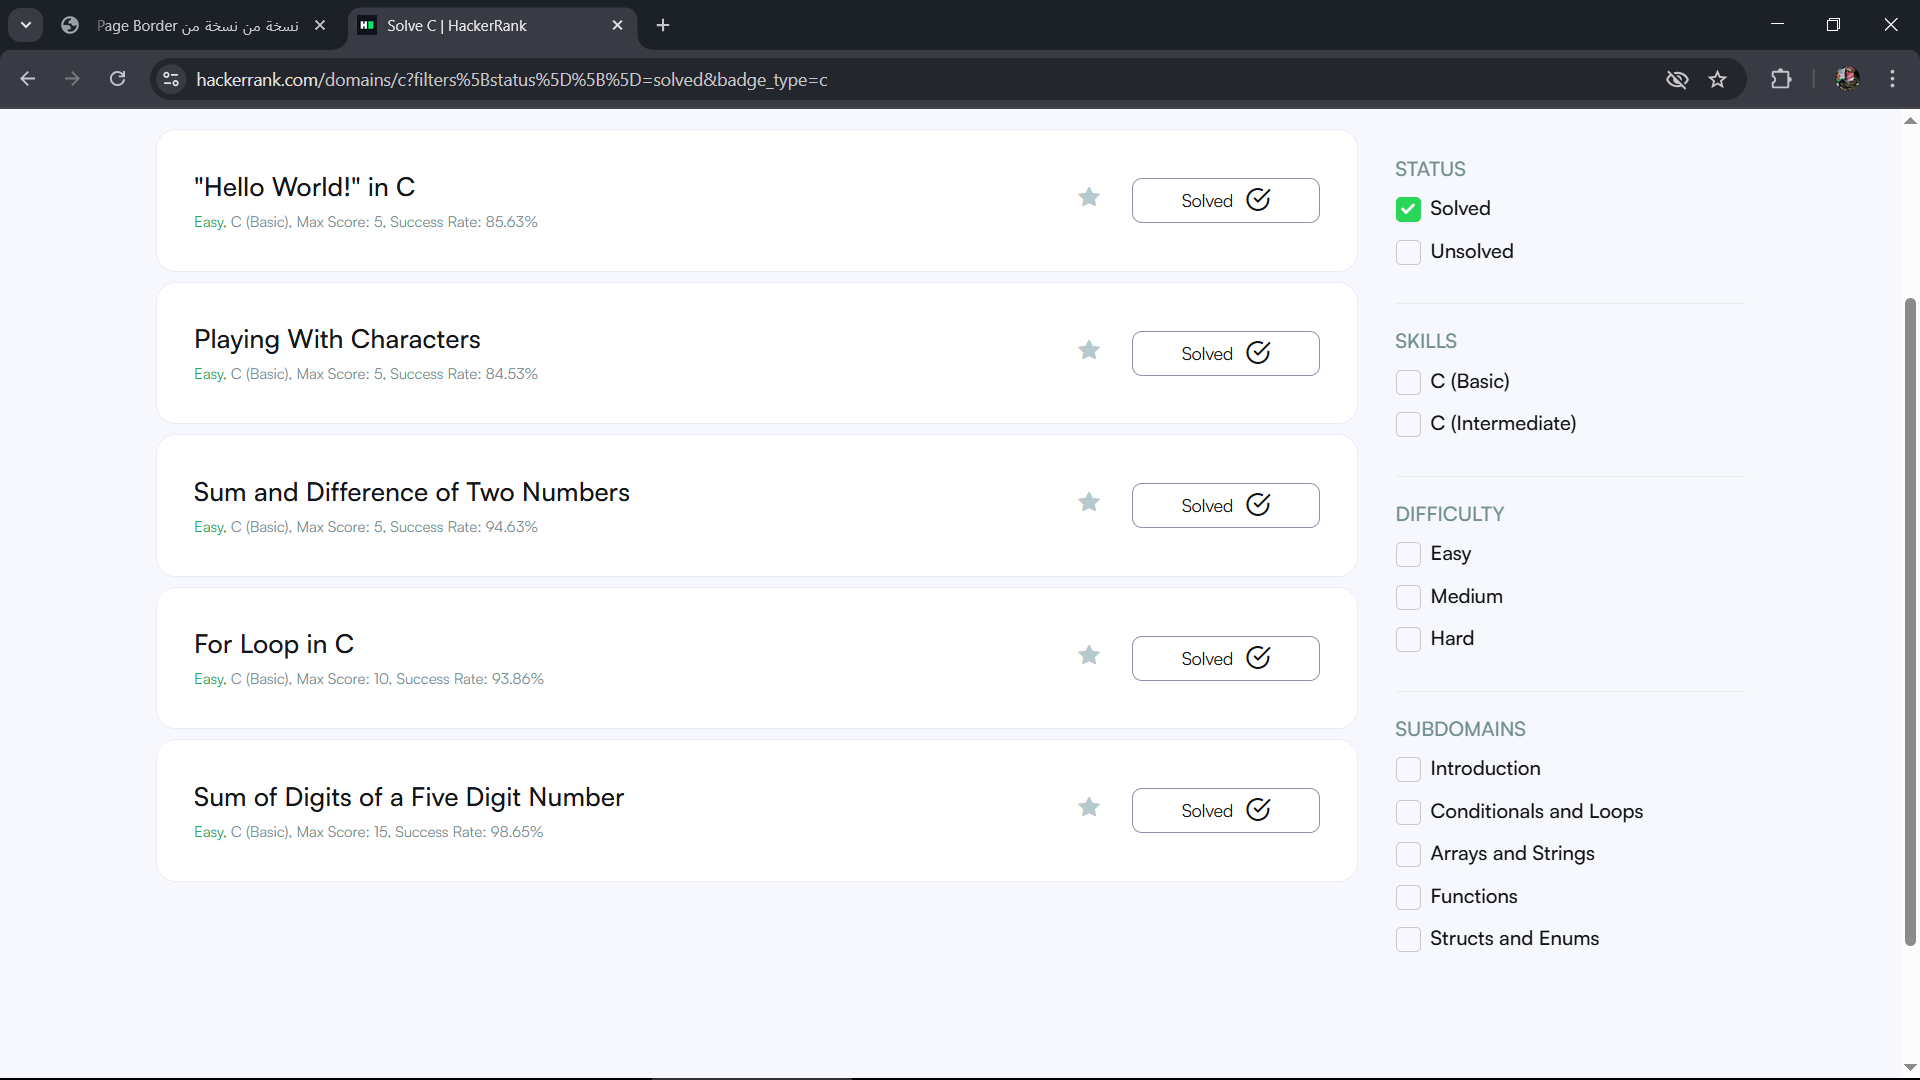 Page Border نسخة من نسخة من
Solve C | HackerRank
hackerrank.com/domains/c?filters%5Bstatus%5D%5B%5D=solved&badge_type=c
"Hello World!" in C
Easy, C (Basic), Max Score: 5, Success Rate: 85.63%
Solved
Playing With Characters
Easy, C (Basic), Max Score: 5, Success Rate: 84.53%
Solved
Sum and Difference of Two Numbers
Easy, C (Basic), Max Score: 5, Success Rate: 94.63%
Solved
For Loop in C
Easy, C (Basic), Max Score: 10, Success Rate: 93.86%
Solved
Sum of Digits of a Five Digit Number
Easy, C (Basic), Max Score: 15, Success Rate: 98.65%
Solved
STATUS
Solved
Unsolved
SKILLS
C (Basic)
C (Intermediate)
DIFFICULTY
Easy
Medium
Hard
SUBDOMAINS
Introduction
Conditionals and Loops
Arrays and Strings
Functions
Structs and Enums